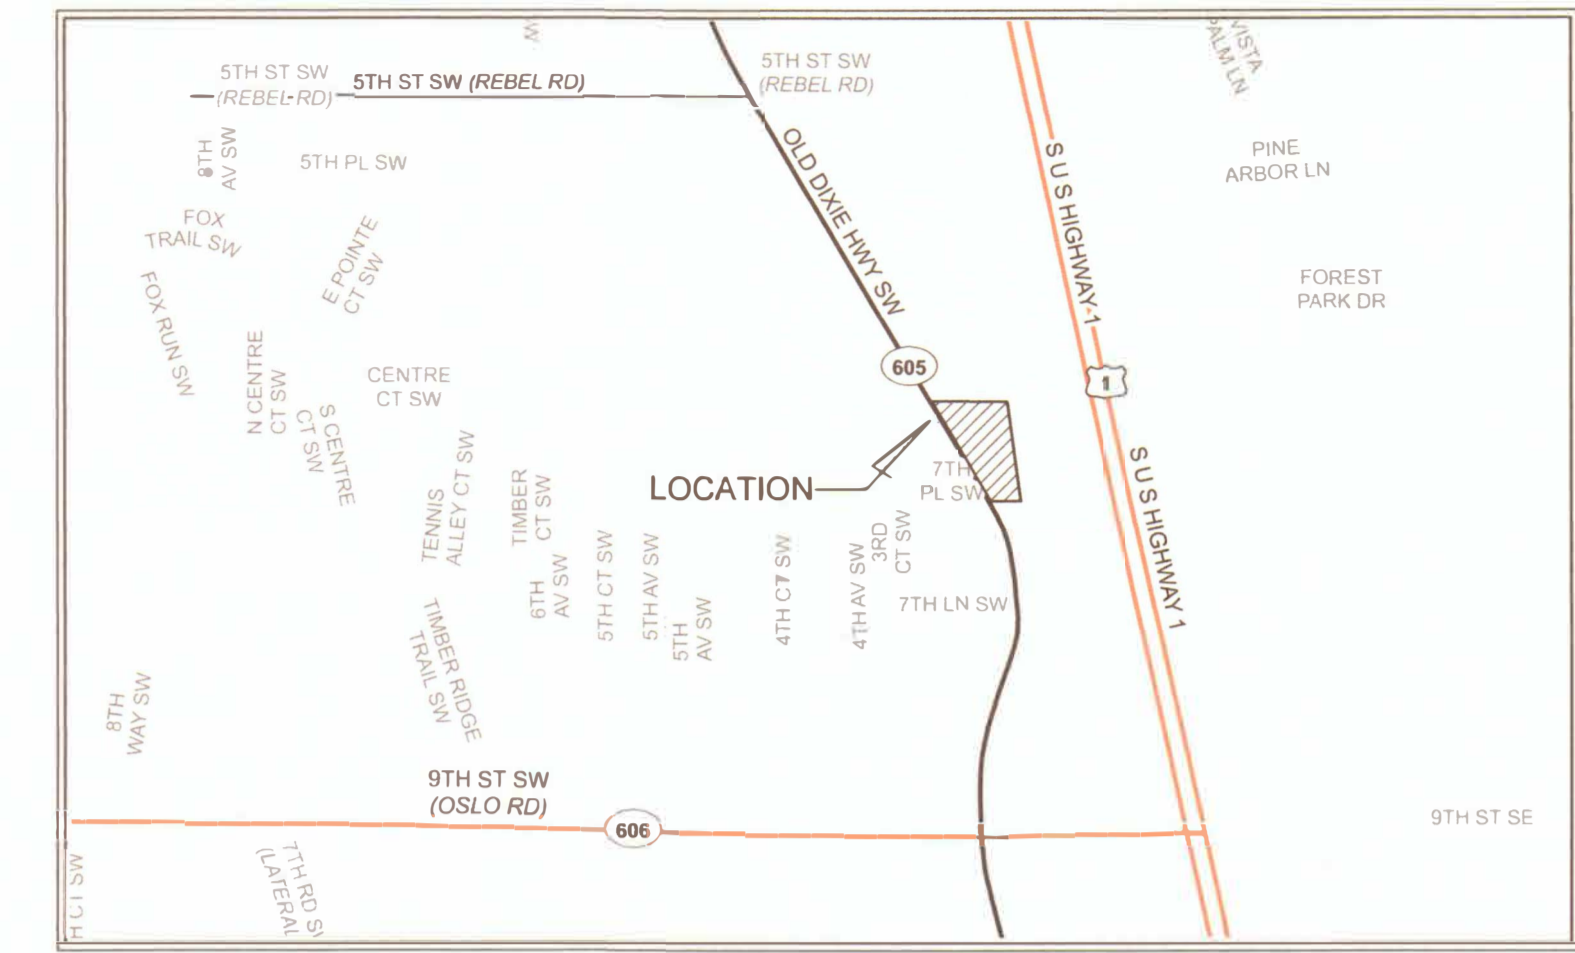 W
VISTA
PALM LN
5TH ST SW
(REBEL RD)
5TH ST SW (REBEL RD)
5TH ST SW
(REBEL RD)
8TH
AV SW
5TH PL SW
OLD DIXIE HWY SW
S U S HIGHWAY 1
PINE
ARBOR LN
FOX
TRAIL SW
E POINTE
CT SW
FOX RUN SW
FOREST
PARK DR
N CENTRE
CT SW
CENTRE
CT SW
605
1
S CENTRE
CT SW
LOCATION
7TH
PL SW
S U S HIGHWAY 1
TENNIS
ALLEY CT SW
TIMBER
CT SW
6TH
AV SW
5TH CT SW
5TH AV SW
5TH
AV SW
4TH CT SW
4TH AV SW
3RD
CT SW
7TH LN SW
TIMBER RIDGE
TRAIL SW
8TH
WAY SW
9TH ST SW
(OSLO RD)
606
9TH ST SE
H CT SW
7TH RD SW
(LATERAL